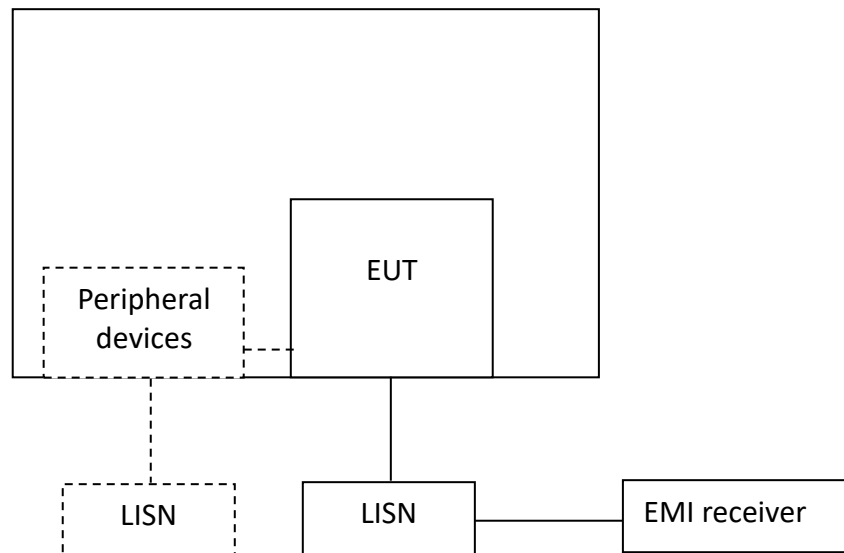 EUT
Peripheral
devices
LISN
LISN
EMI receiver